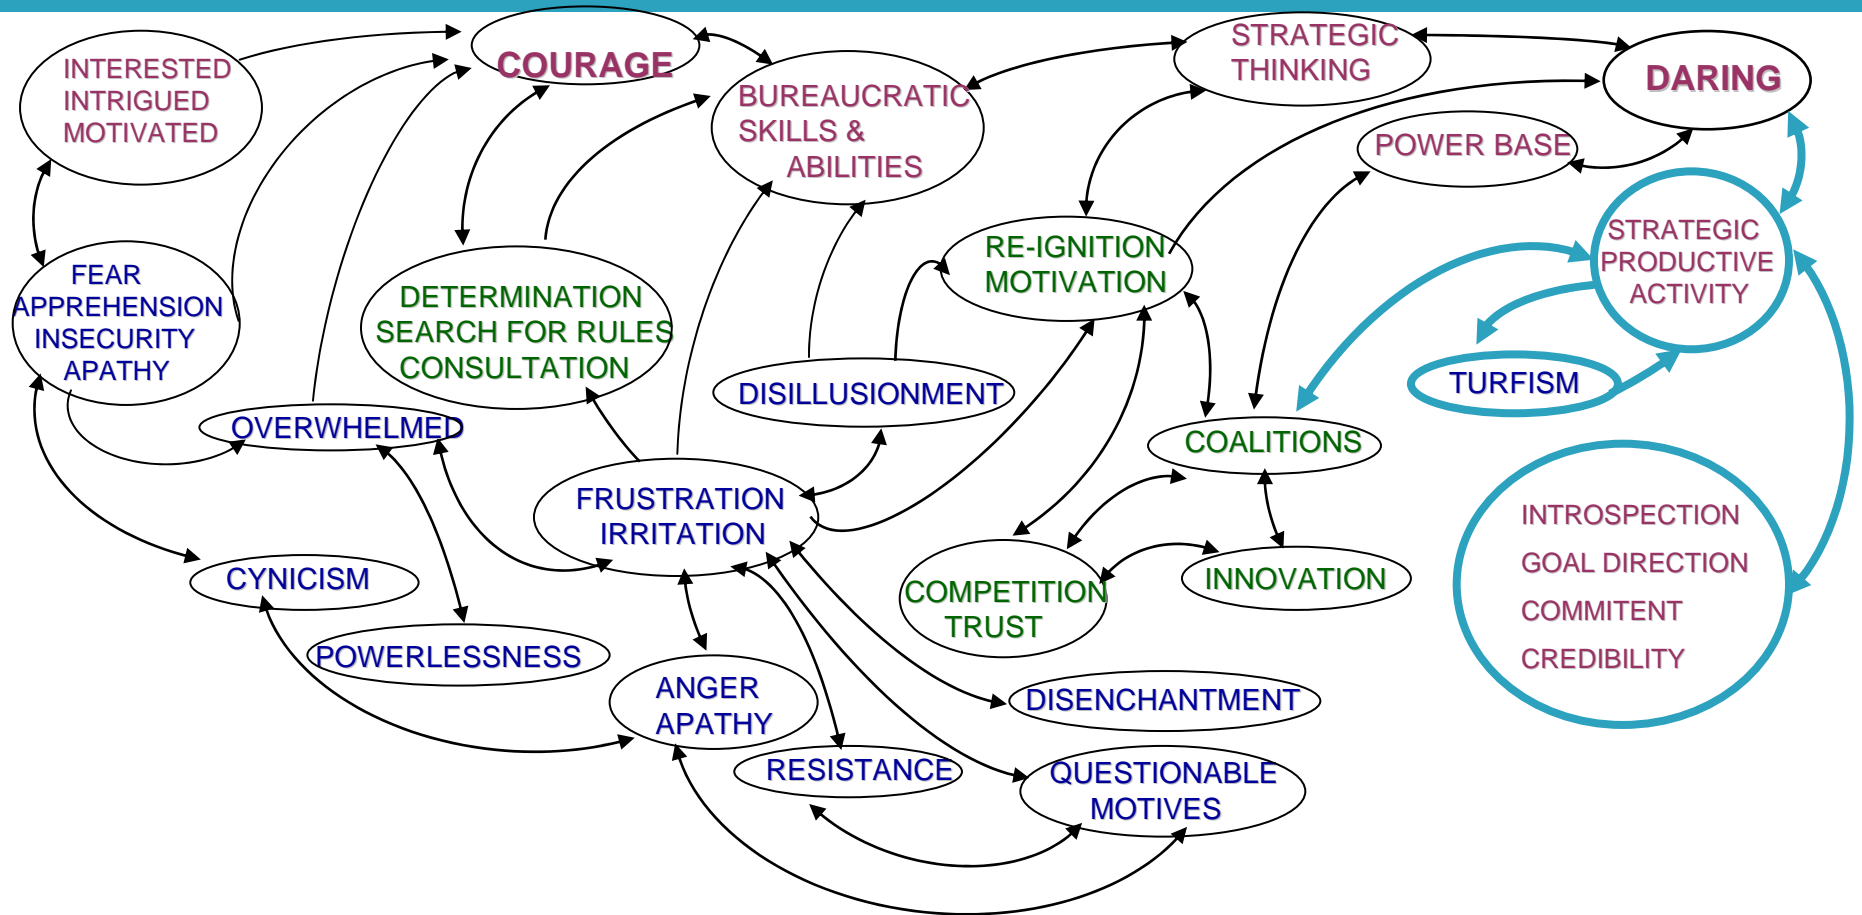 INTERESTED
INTRIGUED
MOTIVATED
COURAGE
BUREAUCRATIC
SKILLS &
ABILITIES
STRATEGIC
THINKING
DARING
POWER BASE
STRATEGIC
PRODUCTIVE
ACTIVITY
FEAR
APPREHENSION
INSECURITY
APATHY
DETERMINATION
SEARCH FOR RULES
CONSULTATION
RE-IGNITION
MOTIVATION
DISILLUSIONMENT
TURFISM
OVERWHELMED
COALITIONS
FRUSTRATION
IRRITATION
INTROSPECTION
GOAL DIRECTION
COMMITENT
CREDIBILITY
CYNICISM
COMPETITION
TRUST
INNOVATION
POWERLESSNESS
ANGER
APATHY
DISENCHANTMENT
RESISTANCE
QUESTIONABLE
MOTIVES